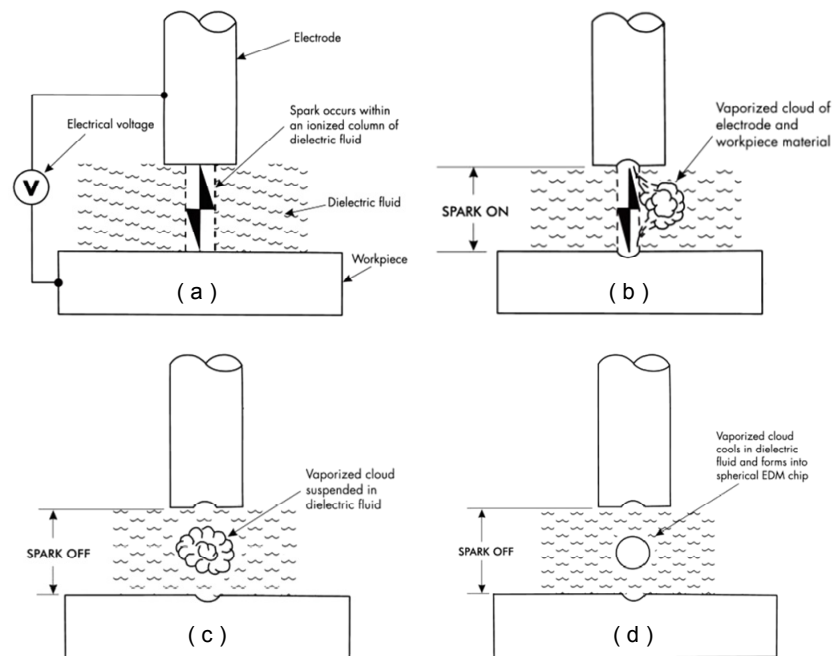 Electrode
Spark occurs within
an ionized column of
dielectric fluid
Electrical voltage
V
Dielectric fluid
Workpiece
( a )
Vaporized cloud of
electrode and
workpiece material
SPARK ON
( b )
Vaporized cloud
suspended in
dielectric fluid
SPARK OFF
( c )
Vaporized cloud
cools in dielectric
fluid and forms into
spherical EDM chip
SPARK OFF
( d )